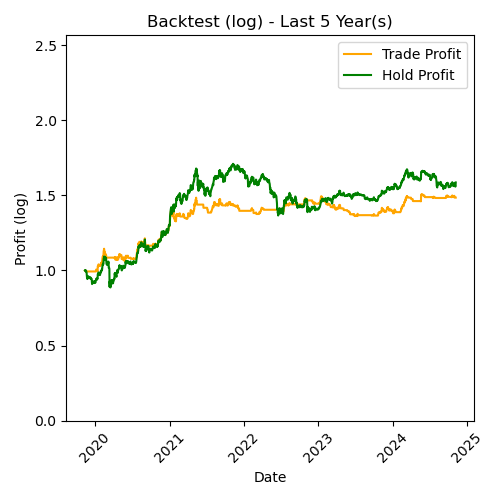 Backtest (log) - Last 5 Year(s)
Trade Profit
Hold Profit
2.5
2.0
1.5
1.0
0.5
0.0
Profit (log)
2020
2021
2022
2023
2024
2025
Date